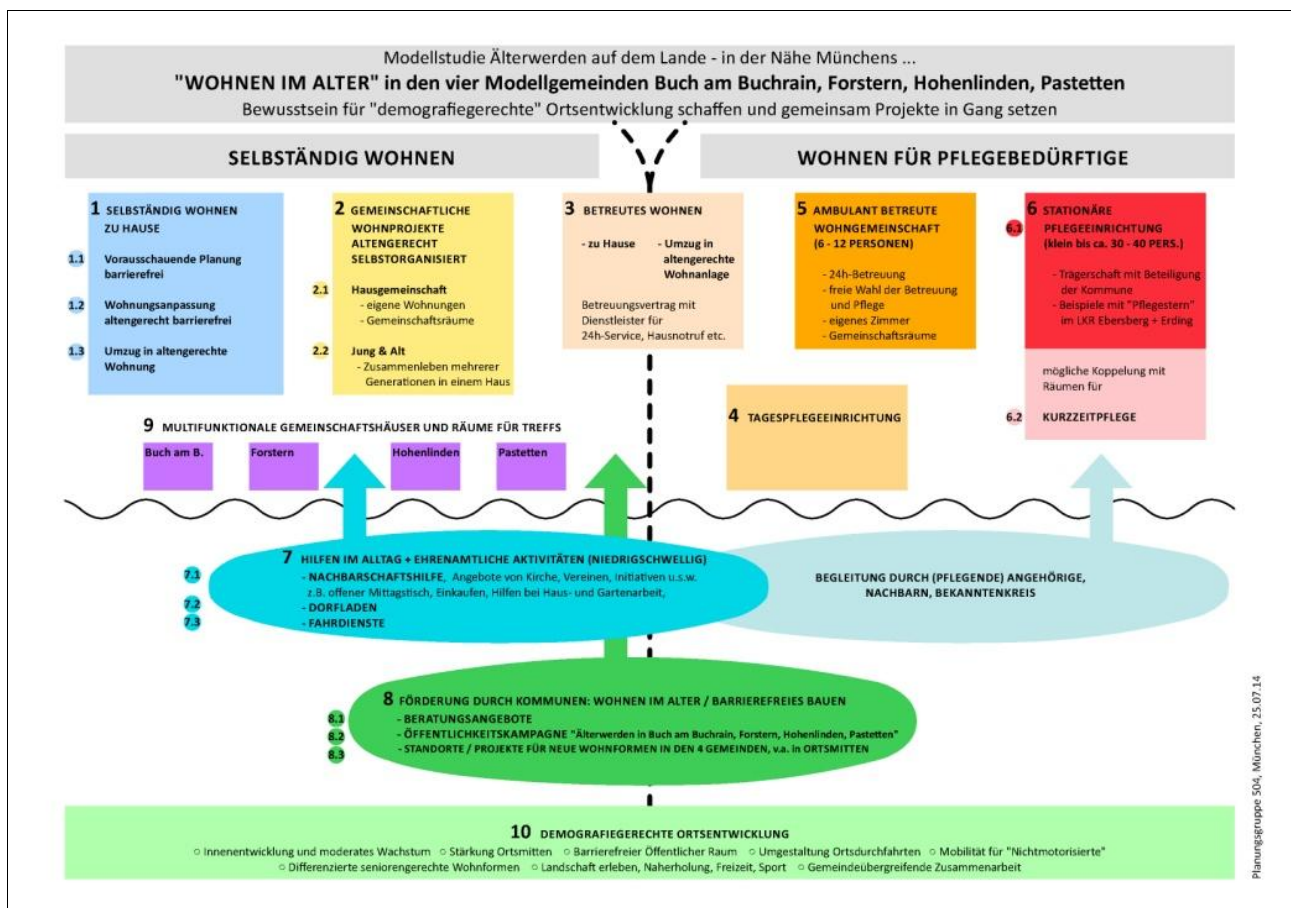 Modellstudie Älterwerden auf dem Lande - in der Nähe Münchens ...
"WOHNEN IM ALTER" in den vier Modellgemeinden Buch am Buchrain, Forstern, Hohenlinden, Pastetten
Bewusstsein für "demografiegerechte" Ortsentwicklung schaffen und gemeinsam Projekte in Gang setzen
SELBSTÄNDIG WOHNEN
WOHNEN FÜR PFLEGEBEDÜRFTIGE
1 SELBSTÄNDIG WOHNEN
ZU HAUSE
1.1 Vorausschauende Planung
barrierefrei
1.2 Wohnungsanpassung
altengerecht barrierefrei
1.3 Umzug in altengerechte
Wohnung
2 GEMEINSCHAFTLICHE
WOHNPROJEKTE
ALTENGERECHT
SELBSTORGANISIERT
2.1 Hausgemeinschaft
- eigene Wohnungen
- Gemeinschaftsräume
2.2 Jung & Alt
- Zusammenleben mehrerer
Generationen in einem Haus
3 BETREUTES WOHNEN
- zu Hause
- Umzug in
altengerechte
Wohnanlage
Betreuungsvertrag mit
Dienstleister für
24h-Service, Hausnotruf etc.
5 AMBULANT BETREUTE
WOHNGEMEINSCHAFT
(6 - 12 PERSONEN)
- 24h-Betreuung
- freie Wahl der Betreuung
und Pflege
- eigenes Zimmer
- Gemeinschaftsräume
6 STATIONÄRE
6.1 PFLEGEEINRICHTUNG
(klein bis ca. 30 - 40 PERS.)
- Trägerschaft mit Beteiligung
der Kommune
- Beispiele mit "Pflegestern"
im LKR Ebersberg + Erding
mögliche Koppelung mit
Räumen für
6.2 KURZZEITPFLEGE
4 TAGESPFLEGEEINRICHTUNG
9 MULTIFUNKTIONALE GEMEINSCHAFTSHÄUSER UND RÄUME FÜR TREFFS
Buch am B.
Forstern
Hohenlinden
Pastetten
7 HILFEN IM ALLTAG + EHRENAMTLICHE AKTIVITÄTEN (NIEDRIGSCHWELLIG)
7.1 - NACHBARSCHAFTSHILFE, Angebote von Kirche, Vereinen, Initiativen u.s.w.
z.B. offener Mittagstisch, Einkaufen, Hilfen bei Haus- und Gartenarbeit,
7.2 - DORFLADEN
7.3 - FAHRDIENSTE
BEGLEITUNG DURCH (PFLEGENDE) ANGEHÖRIGE,
NACHBARN, BEKANNTENKREIS
8 FÖRDERUNG DURCH KOMMUNEN: WOHNEN IM ALTER / BARRIEREFREIES BAUEN
8.1 - BERATUNGSANGEBOTE
8.2 - ÖFFENTLICHKEITSKAMPAGNE "Älterwerden in Buch am Buchrain, Forstern, Hohenlinden, Pastetten"
8.3 - STANDORTE / PROJEKTE FÜR NEUE WOHNFORMEN IN DEN 4 GEMEINDEN, v.a. in ORTSMITTEN
10 DEMOGRAFIEGERECHTE ORTSENTWICKLUNG
○ Innenentwicklung und moderates Wachstum ○ Stärkung Ortsmitten ○ Barrierefreier Öffentlicher Raum ○ Umgestaltung Ortsdurchfahrten ○ Mobilität für "Nichtmotorisierte"
○ Differenzierte seniorengerechte Wohnformen ○ Landschaft erleben, Naherholung, Freizeit, Sport ○ Gemeindeübergreifende Zusammenarbeit
Planungsgruppe 504, München, 25.07.14